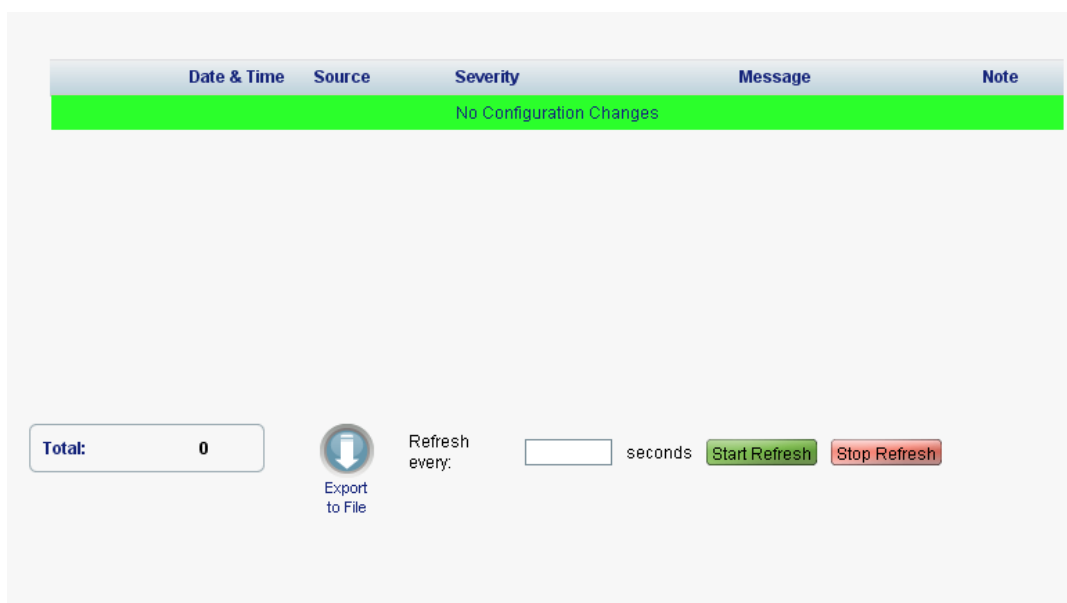 Date & Time Source Severity Message Note
No Configuration Changes
Total: 0
Export
to File
Refresh
every:
seconds
Start Refresh
Stop Refresh